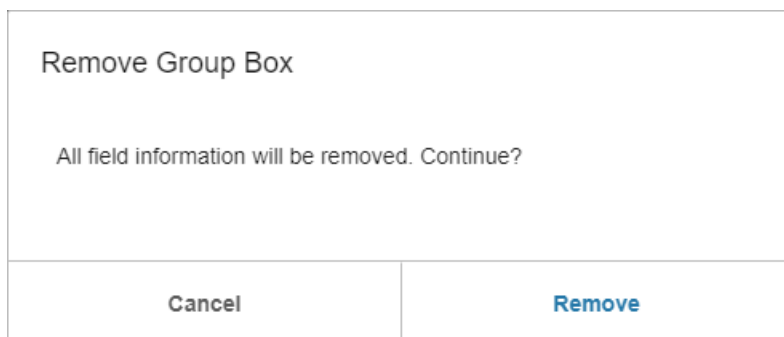 Remove Group Box
All field information will be removed. Continue?
Cancel
Remove